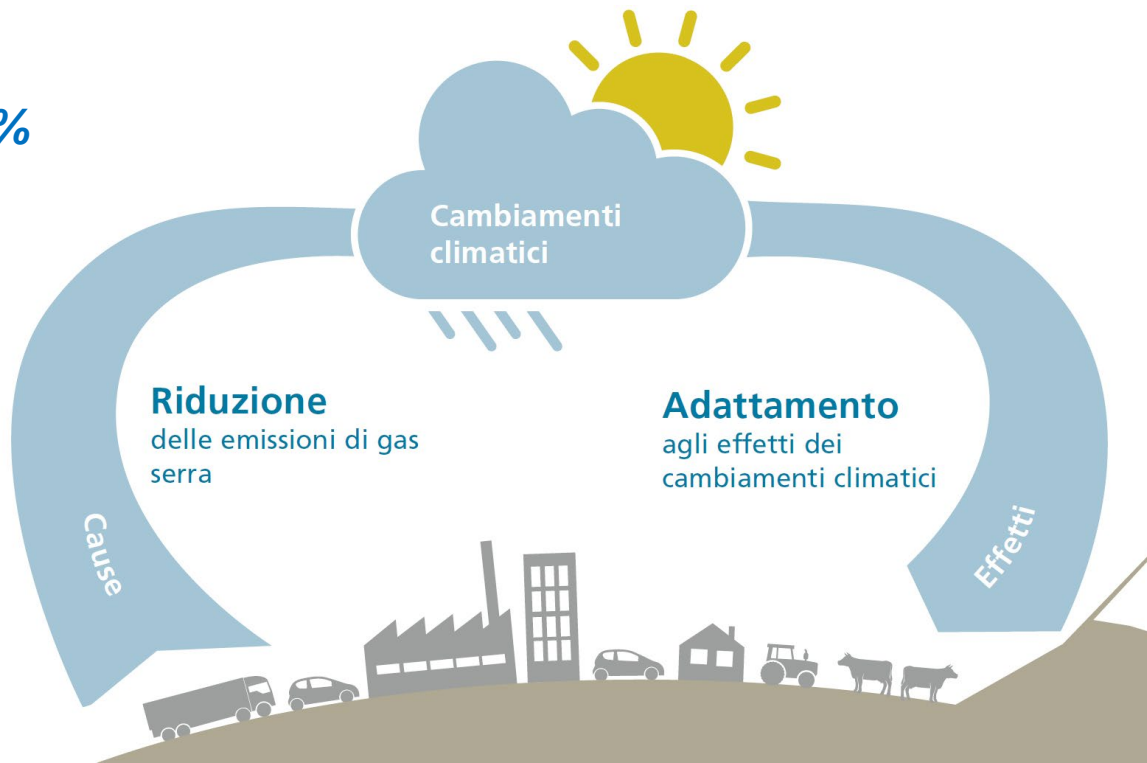 %
Cambiamenti
climatici
Riduzione
delle emissioni di gas
serra
Adattamento
agli effetti dei
cambiamenti climatici
Cause
Effetti